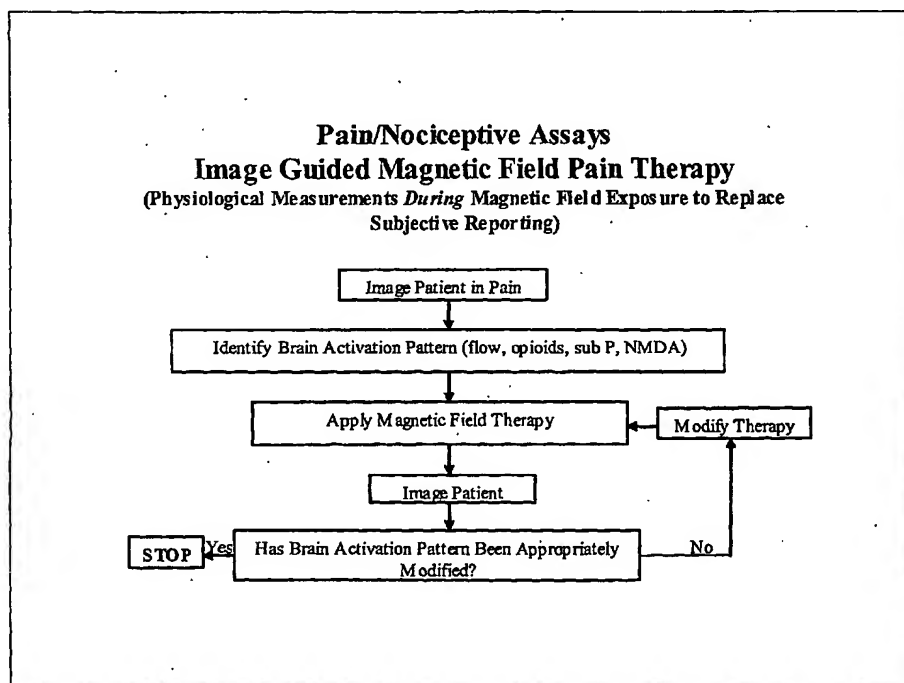 Pain/Nociceptive Assays
Image Guided Magnetic Field Pain Therapy
(Physiological Measurements During Magnetic Field Exposure to Replace
Subjective Reporting)
Image Patient in Pain
Identify Brain Activation Pattern (flow, opioids, sub P, NMDA)
Apply Magnetic Field Therapy
Modify Therapy
Image Patient
STOP
Yes
Has Brain Activation Pattern Been Appropriately
Modified?
No